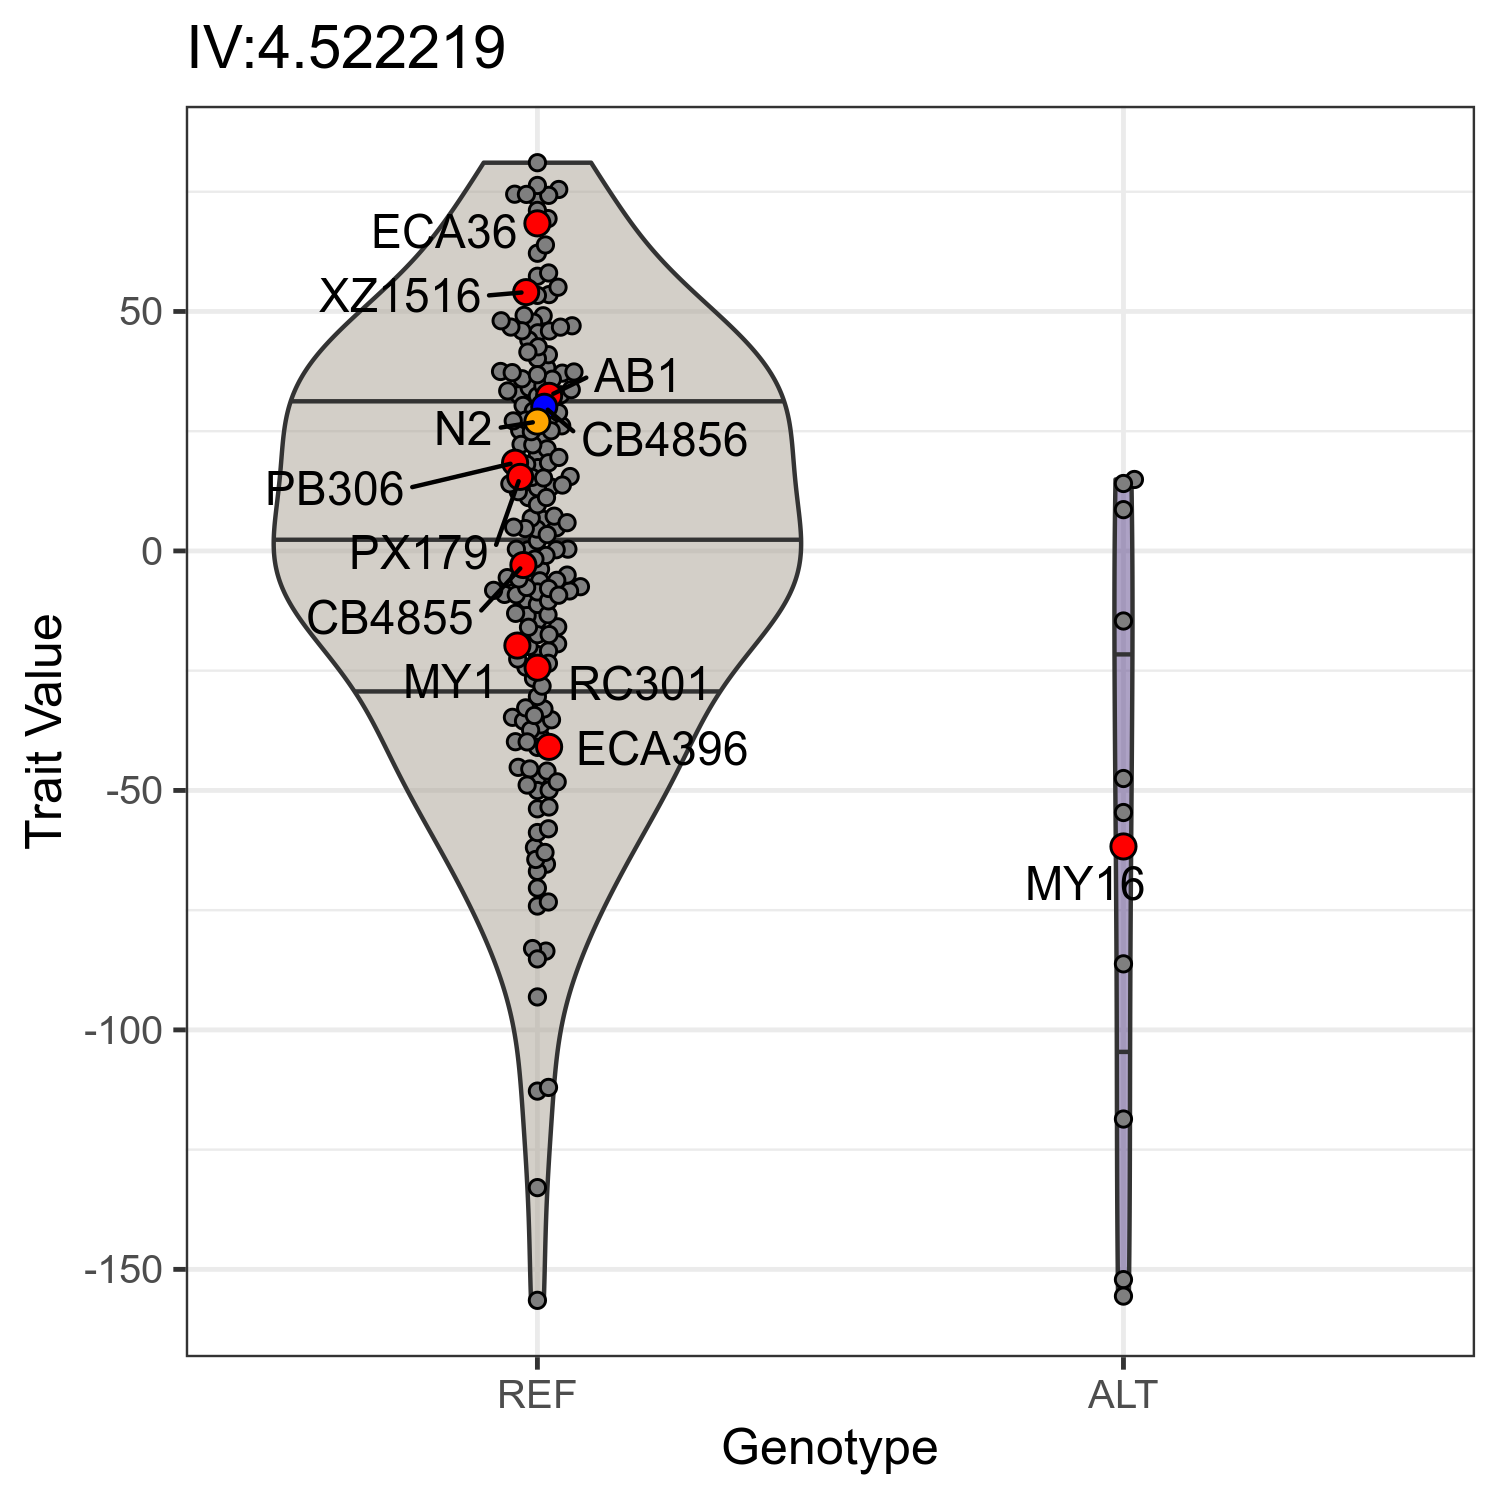 IV:4.522219
ECA36
XZ1516
50
AB1
N2
CB4856
PB306
0
PX179
CB4855
MY1
RC301
ECA396
-50
MY16
-100
-150
Trait Value
REF
ALT
Genotype